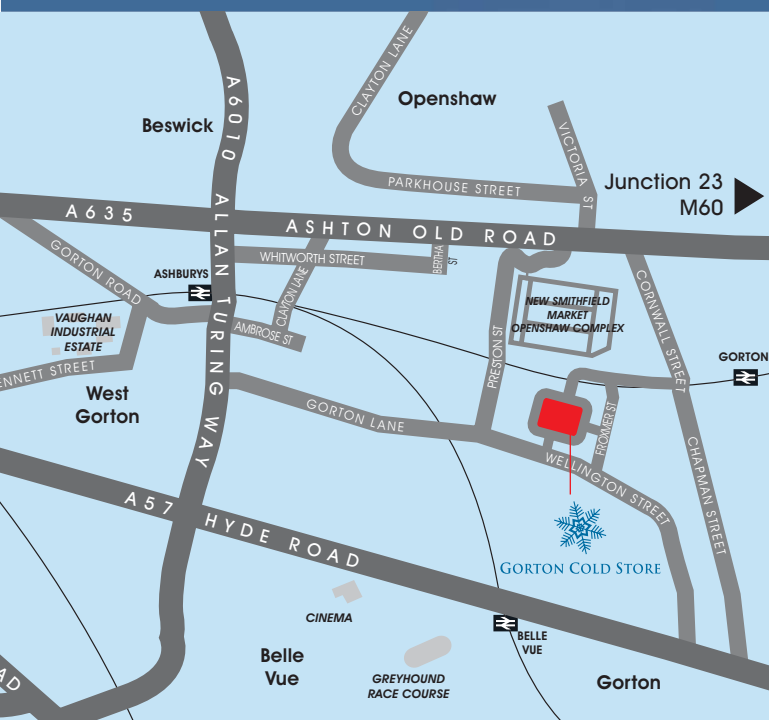 A6010 ALLAN TURING WAY
CLAYTON LANE
Openshaw
Beswick
VICTORIA ST
PARKHOUSE STREET
Junction 23
M60
A635
ASHTON OLD ROAD
GORTON ROAD
WHITWORTH STREET
BERTHA
ST
ASHBURYS
CLAYTON LANE
CORNWALL STREET
NEW SMITHFIELD
MARKET
OPENSHAW COMPLEX
VAUGHAN
INDUSTRIAL
ESTATE
AMBROSE ST
PRESTON ST
GORTON
ENNETT STREET
West
Gorton
GORTON LANE
FROXMER ST
CHAPMAN STREET
WELLINGTON STREET
A57 HYDE ROAD
GORTON COLD STORE
CINEMA
BELLE
VUE
Belle
Vue
GREYHOUND
RACE COURSE
Gorton
AD